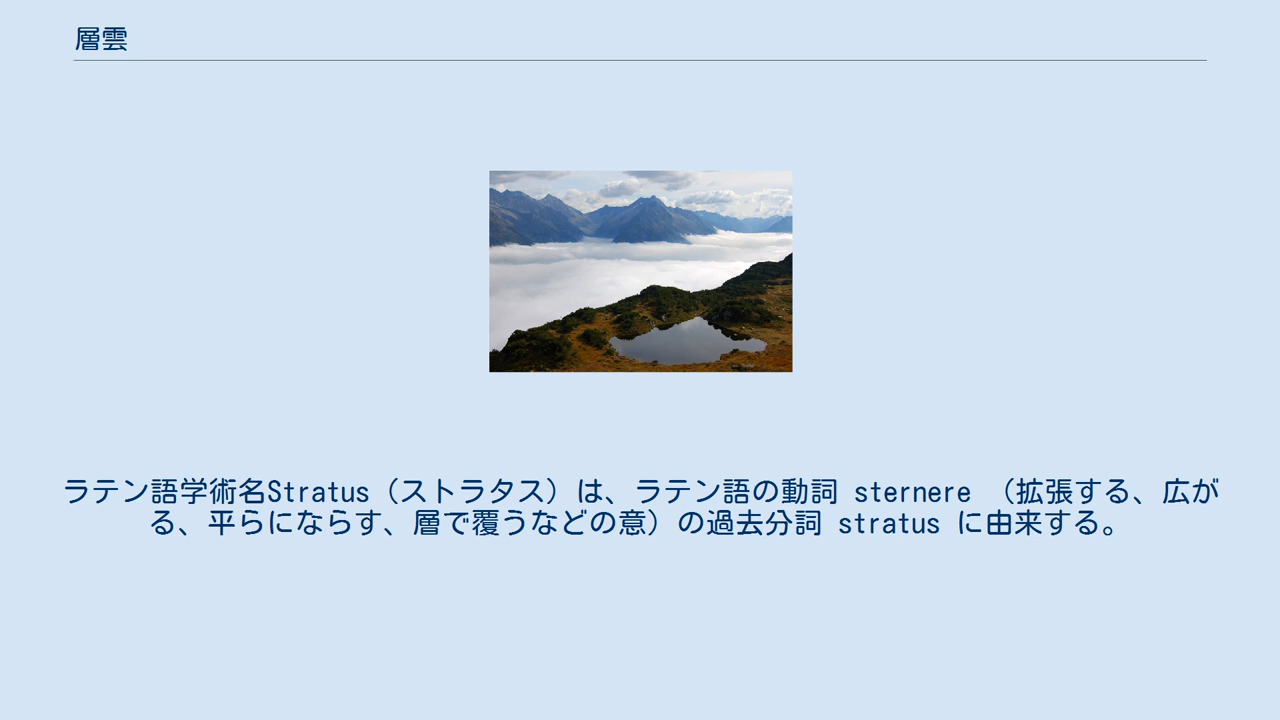 層雲
ラテン語学術名Stratus（ストラタス）は、ラテン語の動詞 sternere （拡張する、広が
る、平らにならす、層で覆うなどの意）の過去分詞 stratus に由来する。